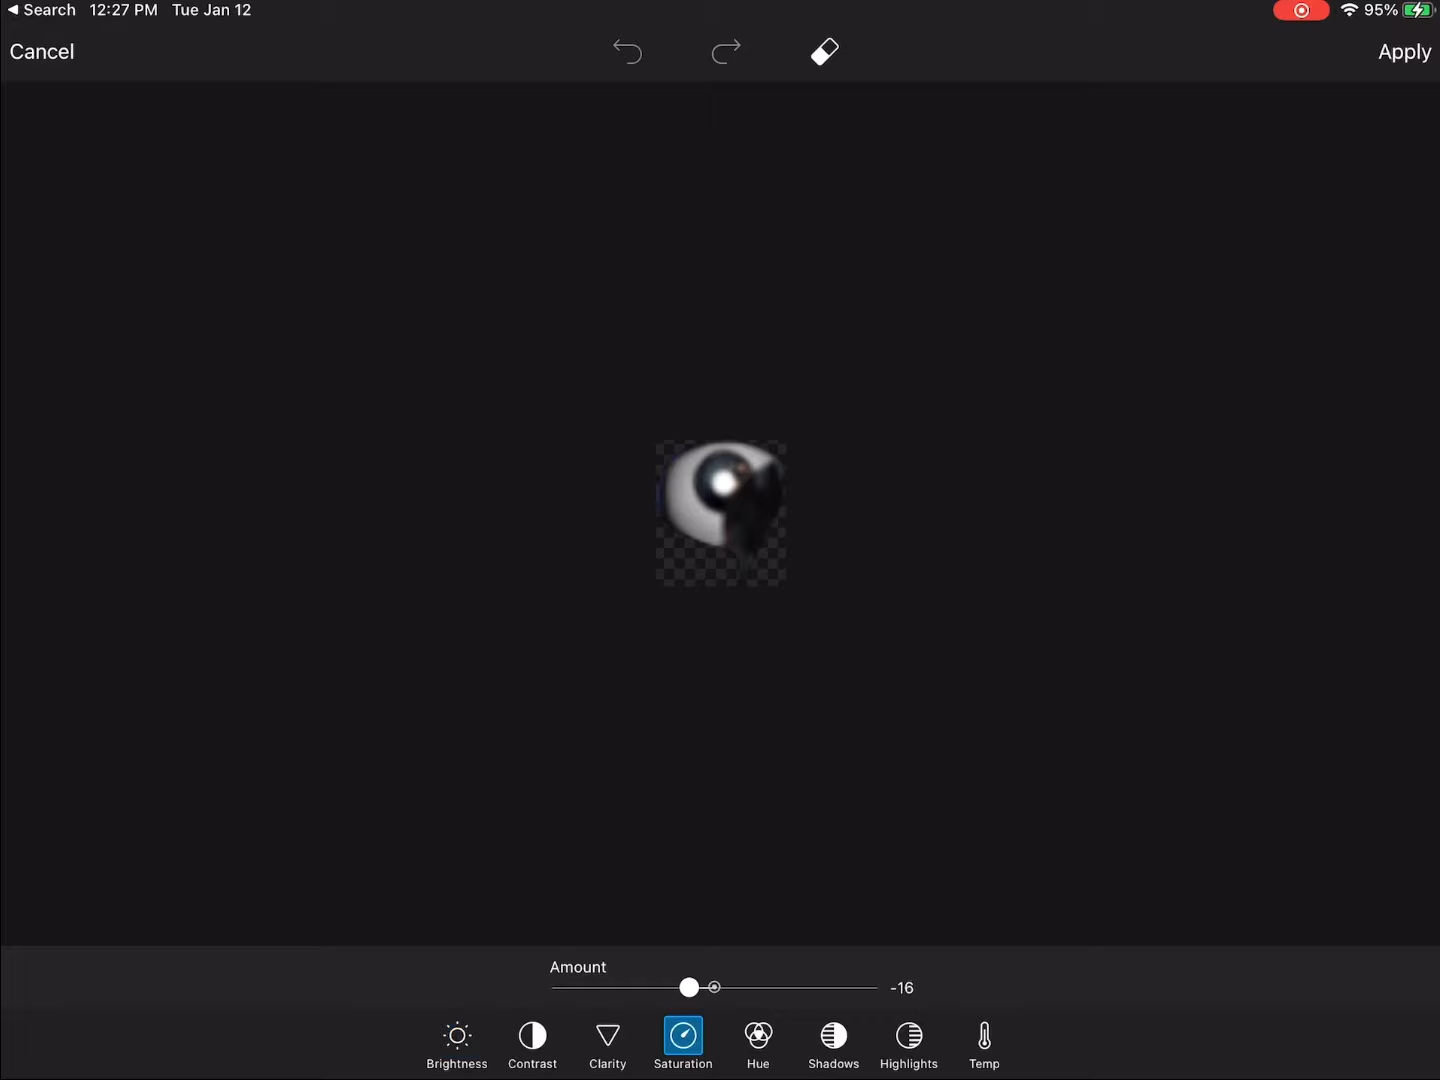 Search 12:27 PM Tue Jan 12 95%
Cancel Apply
Amount
-16
Brightness Contrast Clarity Saturation Hue Shadows Highlights Temp